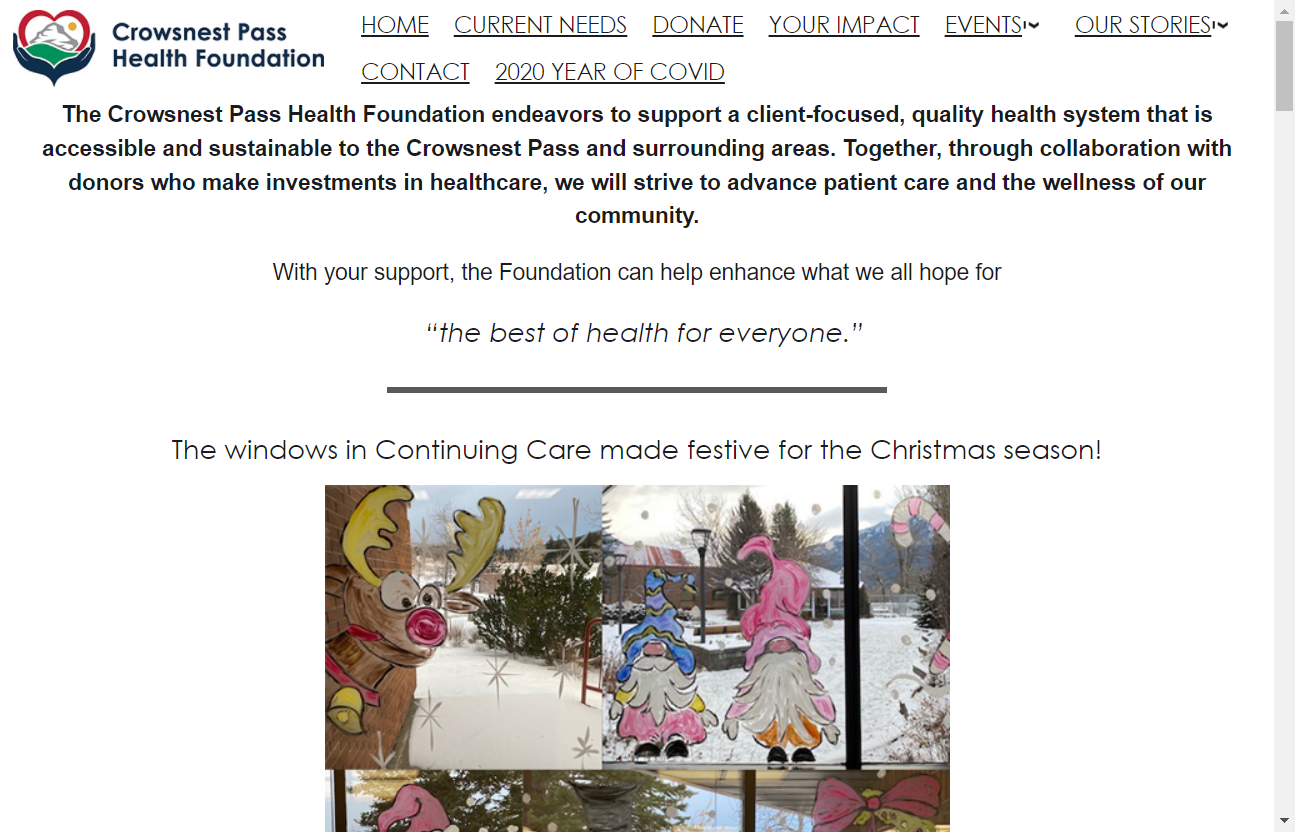 Crowsnest Pass
Health Foundation
HOME CURRENT NEEDS DONATE YOUR IMPACT EVENTS OUR STORIES
CONTACT 2020 YEAR OF COVID
The Crowsnest Pass Health Foundation endeavors to support a client-focused, quality health system that is
accessible and sustainable to the Crowsnest Pass and surrounding areas. Together, through collaboration with
donors who make investments in healthcare, we will strive to advance patient care and the wellness of our
community.
With your support, the Foundation can help enhance what we all hope for
“the best of health for everyone.”
The windows in Continuing Care made festive for the Christmas season!